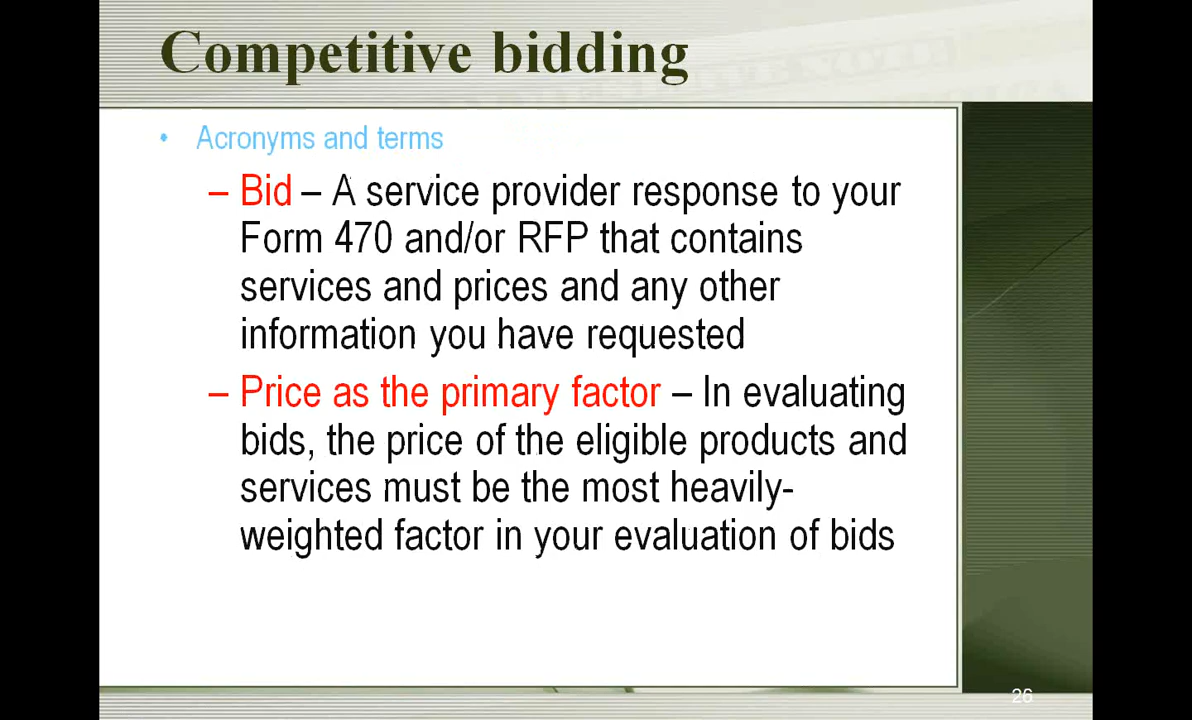 Competitive bidding
• Acronyms and terms
– Bid – A service provider response to your
Form 470 and/or RFP that contains
services and prices and any other
information you have requested
– Price as the primary factor – In evaluating
bids, the price of the eligible products and
services must be the most heavily-
weighted factor in your evaluation of bids
26